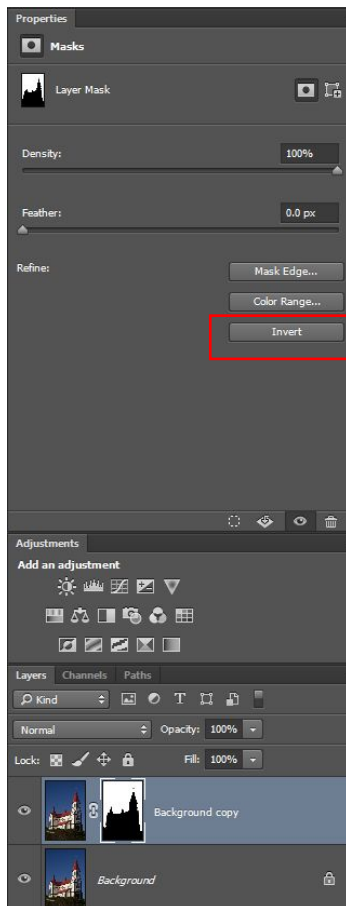 Properties
Masks
Layer Mask
Density: 100%
Feather: 0.0 px
Refine: Mask Edge...
Color Range...
Invert
Adjustments
Add an adjustment
Layers Channels Paths
Kind T
Normal Opacity: 100%
Lock: Fill: 100%
Background copy
Background